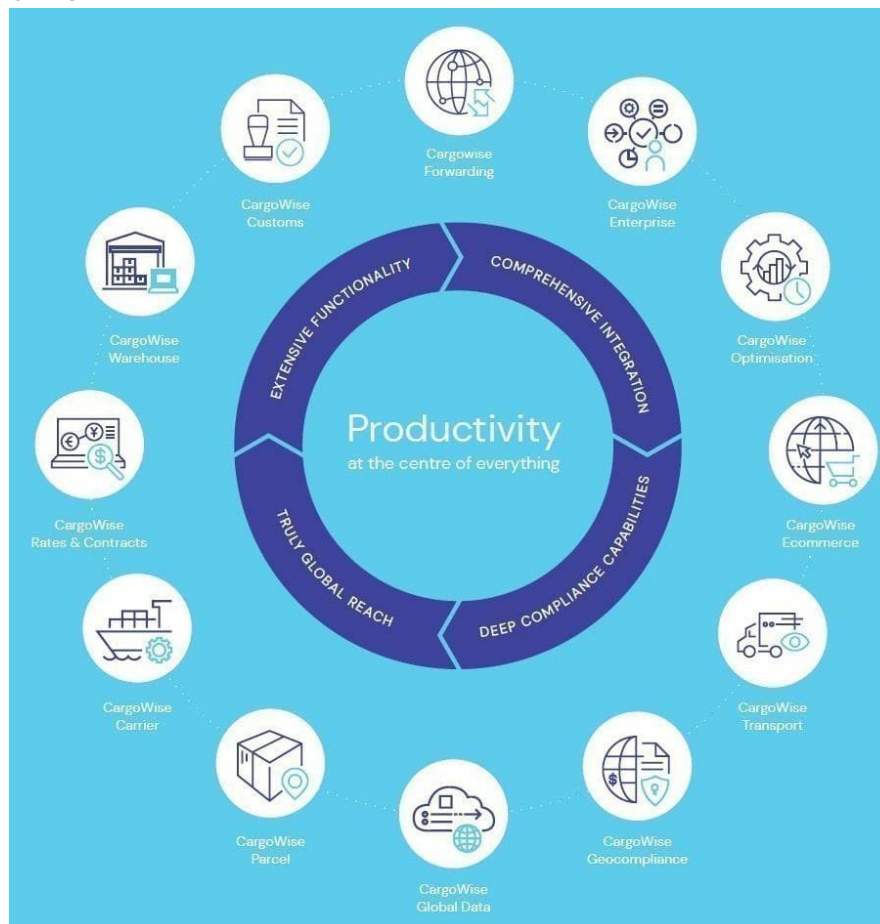 Cargowise
Forwarding
CargoWise
Enterprise
CargoWise
Optimisation
CargoWise
Ecommerce
CargoWise
Transport
CargoWise
Geocompliance
CargoWise
Global Data
CargoWise
Parcel
CargoWise
Carrier
CargoWise
Rates & Contracts
CargoWise
Warehouse
CargoWise
Customs
EXTENSIVE FUNCTIONALITY
COMPREHENSIVE INTEGRATION
DEEP COMPLIANCE CAPABILITIES
TRULY GLOBAL REACH
Productivity
at the centre of everything
€
¥
$
$